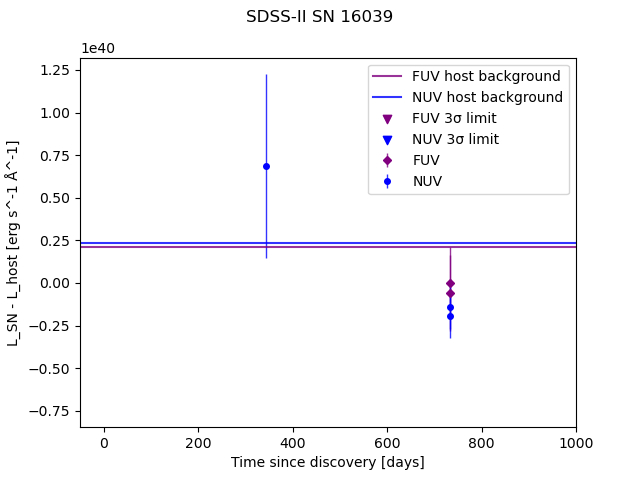 SDSS-II SN 16039
1e40
1.25
1.00
0.75
0.50
0.25
0.00
−0.25
−0.50
−0.75
L_SN - L_host [erg s^-1 Å^-1]
FUV host background
NUV host background
FUV 3σ limit
NUV 3σ limit
FUV
NUV
0 200 400 600 800 1000
Time since discovery [days]